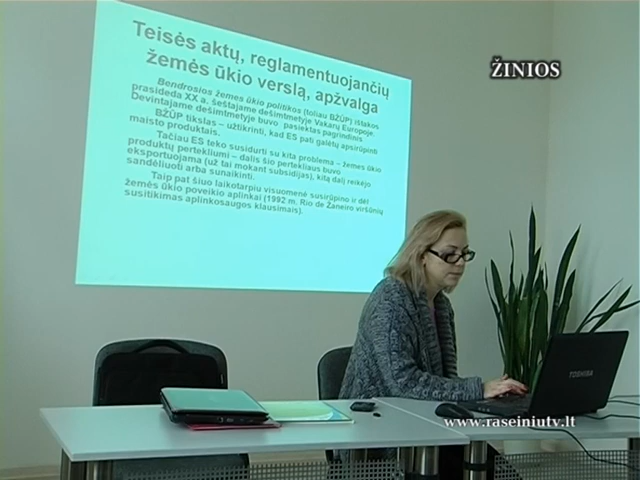 Teisės aktų, reglamentuojančių
žemės ūkio verslą, apžvalga
Bendrosios žemes ūkio politikos (toliau BŽŪP) ištakos
prasideda XX a. šeštajame dešimtmetyje Vakarų Europoje.
Devintajame dešimtmetyje buvo pasiektas pagrindinis
BŽŪP tikslas – užtikrinti, kad ES pati galėtų apsirūpinti
maisto produktais.
Tačiau ES teko susidurti su kita problema – žemes ūkio
produktų pertekliumi – dalis šio pertekliaus buvo
eksportuojama (už tai mokant subsidijas), kitą dalį reikėjo
sandėliuoti arba sunaikinti.
Taip pat šiuo laikotarpiu visuomenė susirūpino ir dėl
žemės ūkio poveikio aplinkai (1992 m. Rio de Žaneiro viršūnių
susitikimas aplinkosaugos klausimais).
ŽINIOS
TOSHIBA
www.raseiniutv.lt